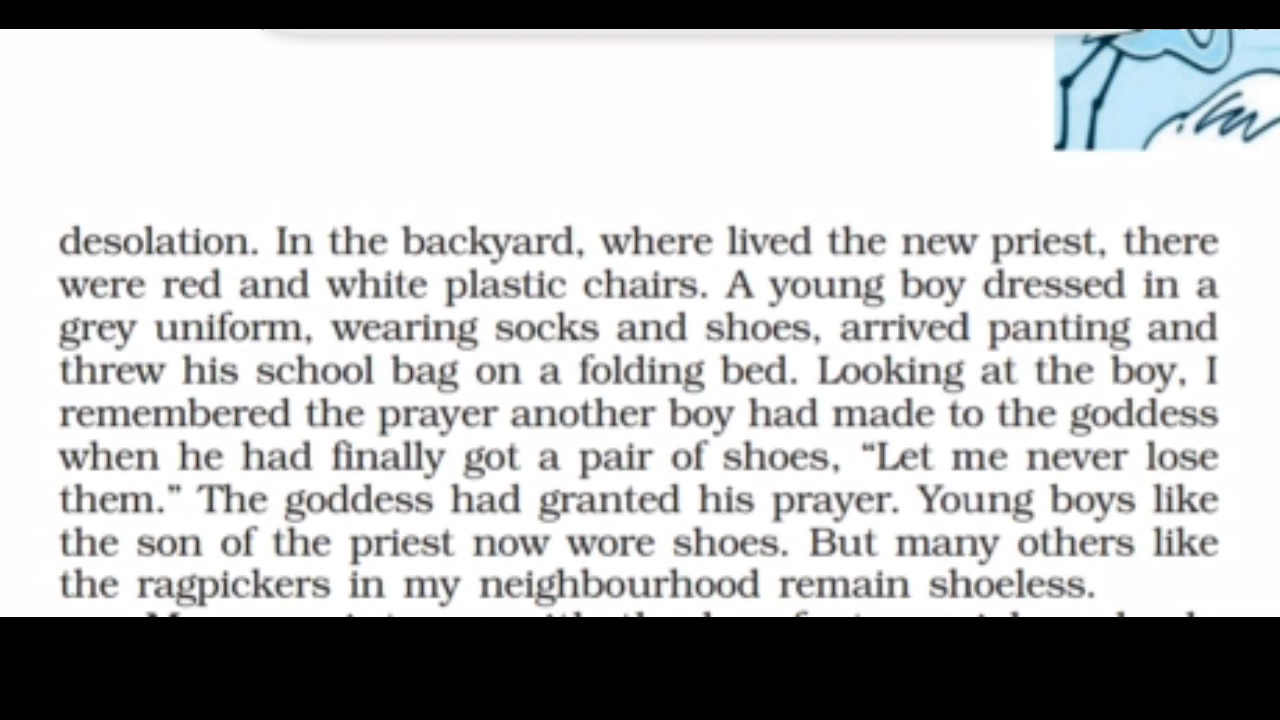 desolation. In the backyard, where lived the new priest, there
were red and white plastic chairs. A young boy dressed in a
grey uniform, wearing socks and shoes, arrived panting and
threw his school bag on a folding bed. Looking at the boy, I
remembered the prayer another boy had made to the goddess
when he had finally got a pair of shoes, “Let me never lose
them.” The goddess had granted his prayer. Young boys like
the son of the priest now wore shoes. But many others like
the ragpickers in my neighbourhood remain shoeless.